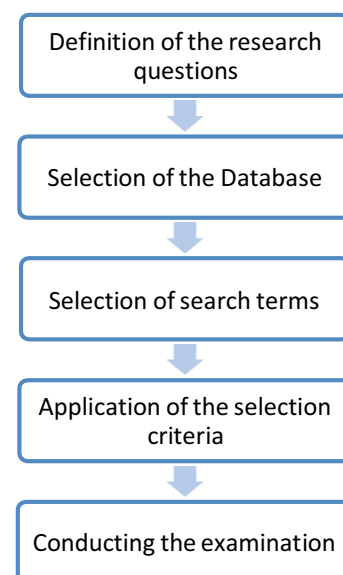 Definition of the research
questions
Selection of the Database
Selection of search terms
Application of the selection
criteria
Conducting the examination